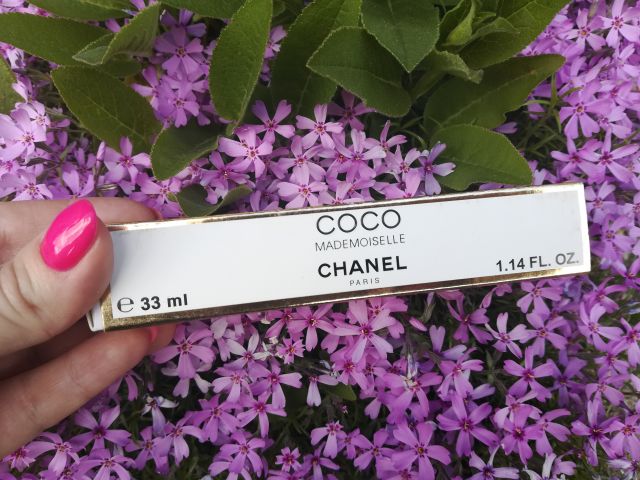 COCO
MADEMOISELLE
CHANEL
PARIS
℮ 33 ml
1.14 FL. OZ.